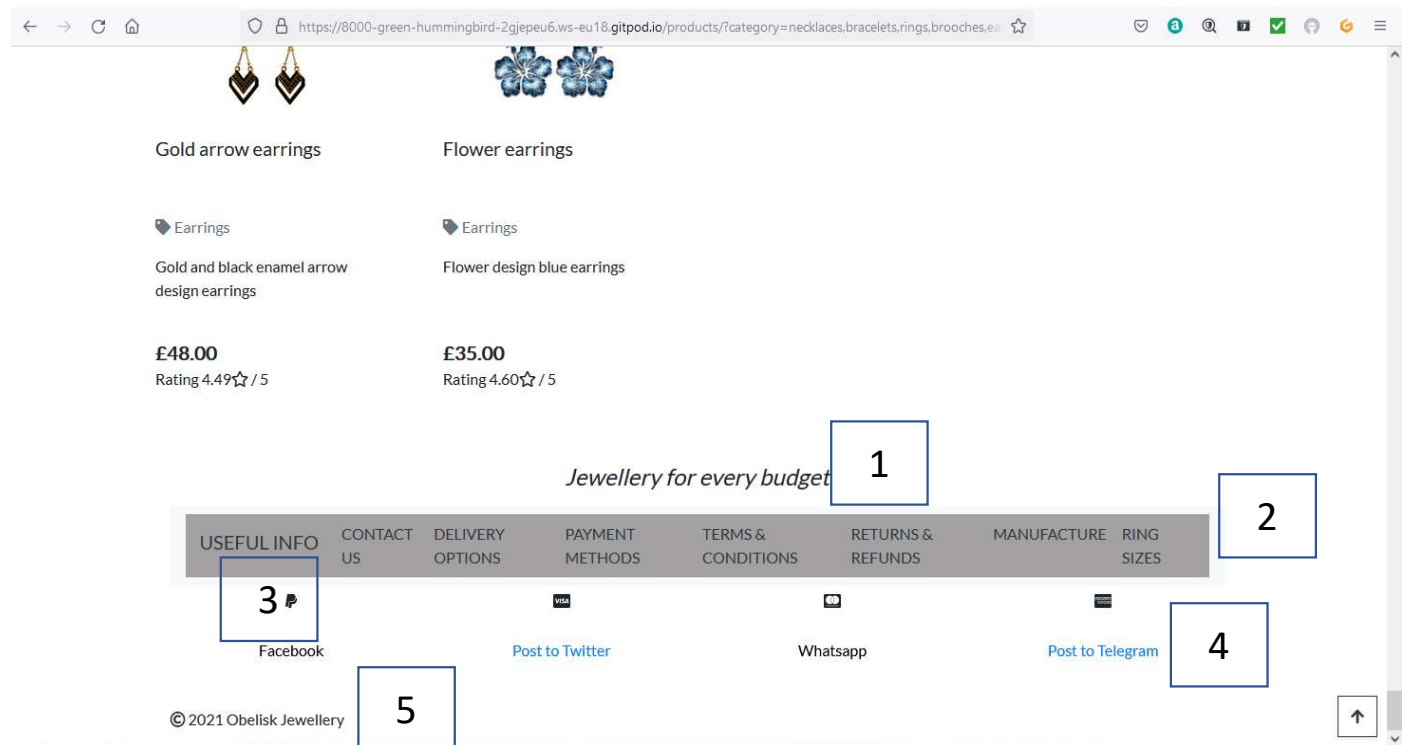 https://8000-green-hummingbird-2gjepeu6.ws-eu18.gitpod.io/products/?category=necklaces,bracelets,rings,brooches,ea
Gold arrow earrings Flower earrings
Earrings Earrings
Gold and black enamel arrow Flower design blue earrings
design earrings
£48.00 £35.00
Rating 4.49 / 5 Rating 4.60 / 5
1
Jewellery for every budget
2
USEFUL INFO CONTACT DELIVERY PAYMENT TERMS & RETURNS & MANUFACTURE RING
US OPTIONS METHODS CONDITIONS REFUNDS SIZES
3 VISA
Facebook Post to Twitter Whatsapp Post to Telegram 4
5
© 2021 Obelisk Jewellery